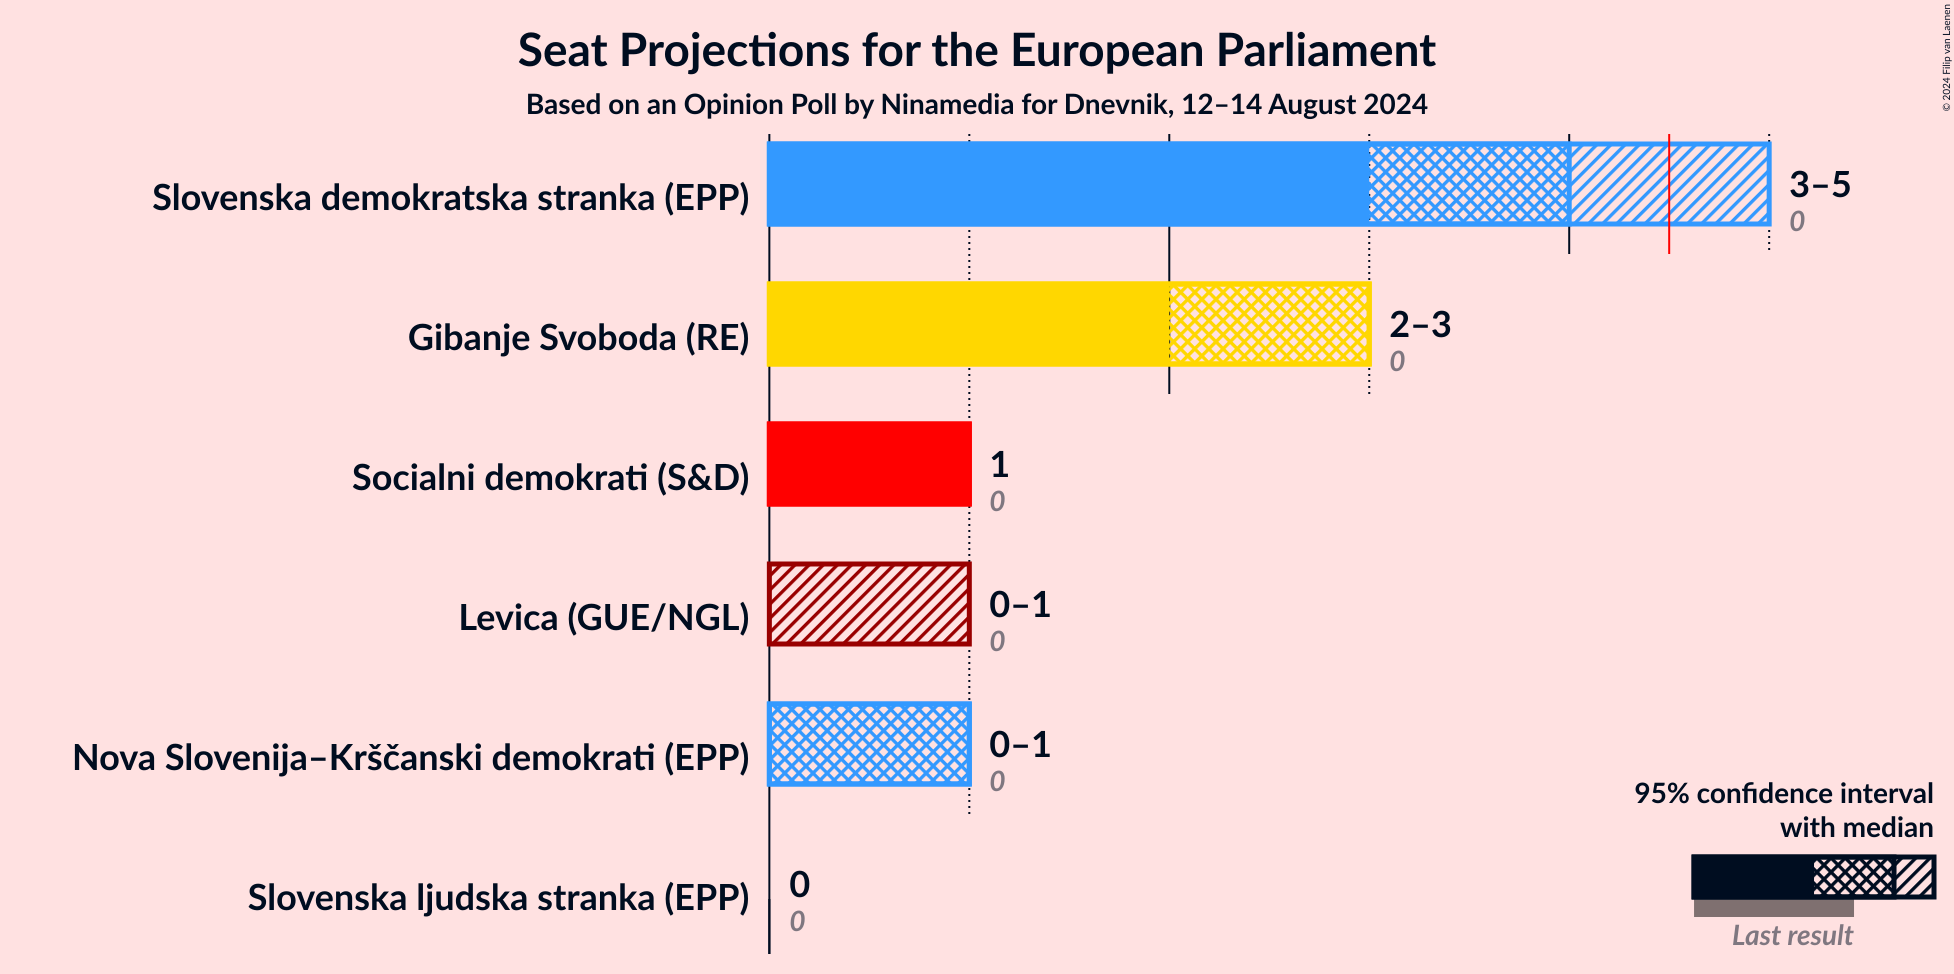 Seat Projections for the European Parliament
Based on an Opinion Poll by Ninamedia for Dnevnik, 12–14 August 2024
© 2024 Filip van Laenen
Slovenska demokratska stranka (EPP)
3–5
0
Gibanje Svoboda (RE)
2–3
0
Socialni demokrati (S&D)
1
0
Levica (GUE/NGL)
0–1
0
Nova Slovenija–Krščanski demokrati (EPP)
0–1
0
Slovenska ljudska stranka (EPP)
0
0
95% confidence interval
with median
Last result